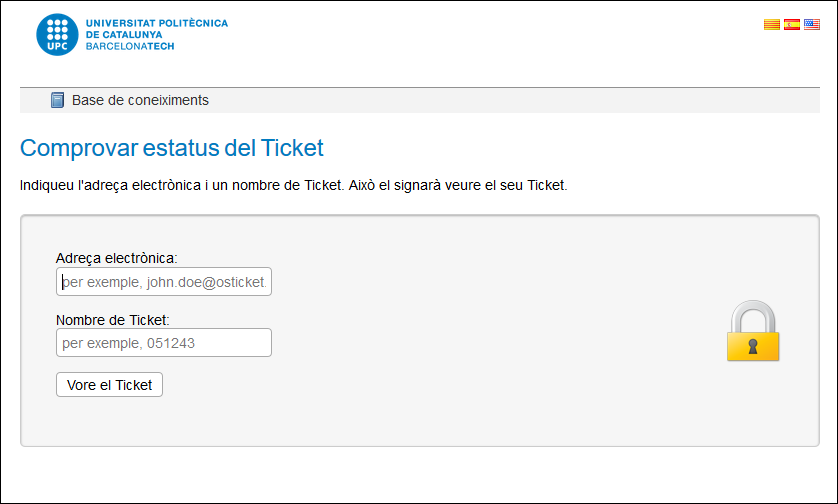 UNIVERSITAT POLITÈCNICA
DE CATALUNYA
BARCELONATECH
UPC
Base de coneiximents
Comprovar estatus del Ticket
Indiqueu l'adreça electrònica i un nombre de Ticket. Això el signarà veure el seu Ticket.
Adreça electrònica:
per exemple, john.doe@osticket.
Nombre de Ticket:
per exemple, 051243
Vore el Ticket